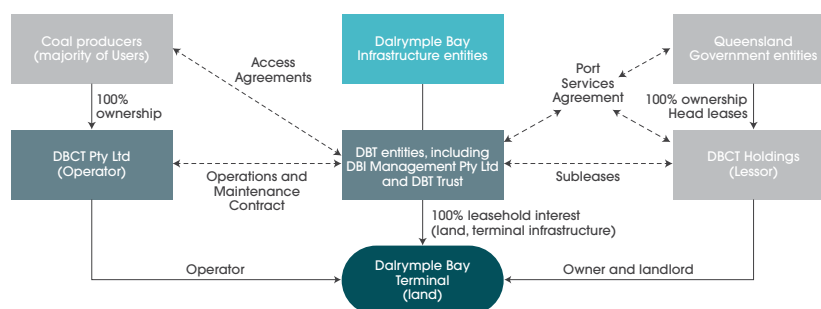 Coal producers
(majority of Users)
Dalrymple Bay
Infrastructure entities
Queensland
Government entities
Access
Agreements
Port
Services
Agreement
100%
ownership
100% ownership
Head leases
DBCT Pty Ltd
(Operator)
Operations and
Maintenance
Contract
DBT entities, including
DBI Management Pty Ltd
and DBT Trust
Subleases
DBCT Holdings
(Lessor)
100% leasehold interest
(land, terminal infrastructure)
Operator
Dalrymple Bay
Terminal
(land)
Owner and landlord